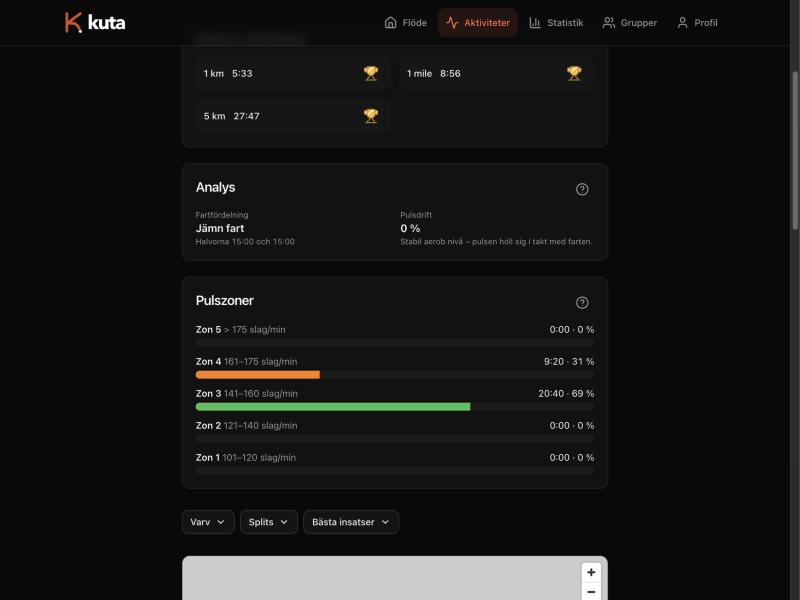 kuta
Flöde
Aktiviteter
Statistik
Grupper
Profil
1 km 5:33
1 mile 8:56
5 km 27:47
Analys
Fartfördelning
Jämn fart
Halvorna 15:00 och 15:00
Pulsdrift
0 %
Stabil aerob nivå – pulsen höll sig i takt med farten.
Pulszoner
Zon 5 > 175 slag/min 0:00 · 0 %
Zon 4 161–175 slag/min 9:20 · 31 %
Zon 3 141–160 slag/min 20:40 · 69 %
Zon 2 121–140 slag/min 0:00 · 0 %
Zon 1 101–120 slag/min 0:00 · 0 %
Varv
Splits
Bästa insatser
+
−